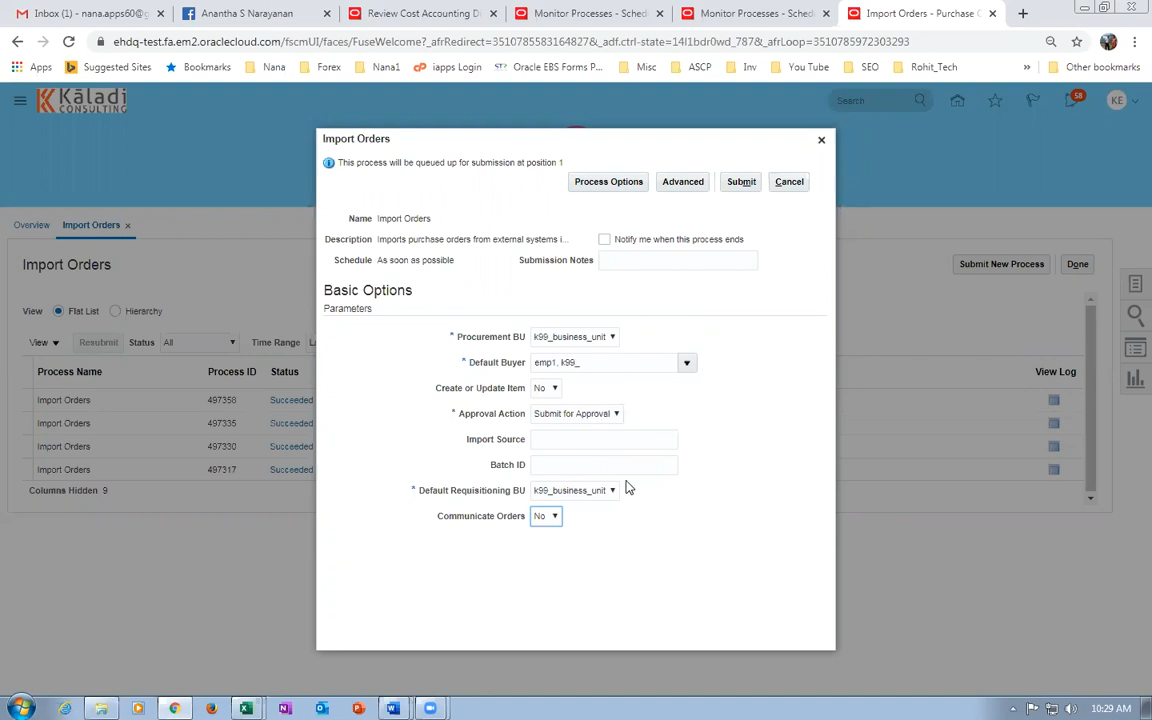 Inbox (1) - nana.apps60@g
Anantha S Narayanan
Review Cost Accounting D
Monitor Processes - Sched
Monitor Processes - Sched
Import Orders - Purchase O
ehdq-test.fa.em2.oraclecloud.com/fscmUI/faces/FuseWelcome?_afrRedirect=351078558316482​7&_adf.ctrl-state=14l1bdr0wd_787&_afrLoop=3510785972303293
Apps
Suggested Sites
Bookmarks
Nana
Forex
Nana1
iapps Login
Oracle EBS Forms P...
Misc
ASCP
Inv
You Tube
SEO
Rohit_Tech
»
Other bookmarks
Kāladi
CONSULTING
Search
58
KE
Overview
Import Orders
Import Orders
Submit New Process
Done
View
Flat List
Hierarchy
View
Resubmit
Status
All
Time Range
Process Name
Process ID
Status
View Log
Import Orders
497358
Succeeded
Import Orders
497335
Succeeded
Import Orders
497330
Succeeded
Import Orders
497317
Succeeded
Columns Hidden 9
Import Orders
This process will be queued up for submission at position 1
Process Options
Advanced
Submit
Cancel
Name Import Orders
Description Imports purchase orders from external systems i...
Notify me when this process ends
Schedule As soon as possible
Submission Notes
Basic Options
Parameters
* Procurement BU k99_business_unit
* Default Buyer emp1, k99_
Create or Update Item No
* Approval Action Submit for Approval
Import Source
Batch ID
* Default Requisitioning BU k99_business_unit
Communicate Orders No
10:29 AM